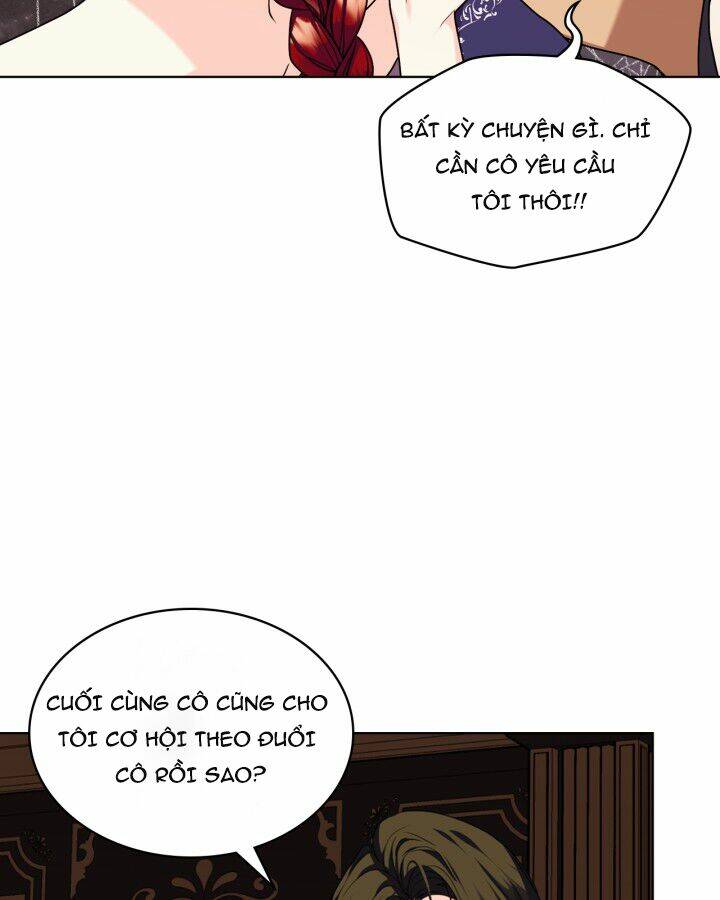 BẤT KỲ CHUYỆN GÌ. CHỈ
CẦN CÔ YÊU CẦU
TÔI THÔI!!
CUỐI CÙNG CÔ CŨNG CHO
TÔI CƠ HỘI THEO ĐUỔI
CÔ RỒI SAO?